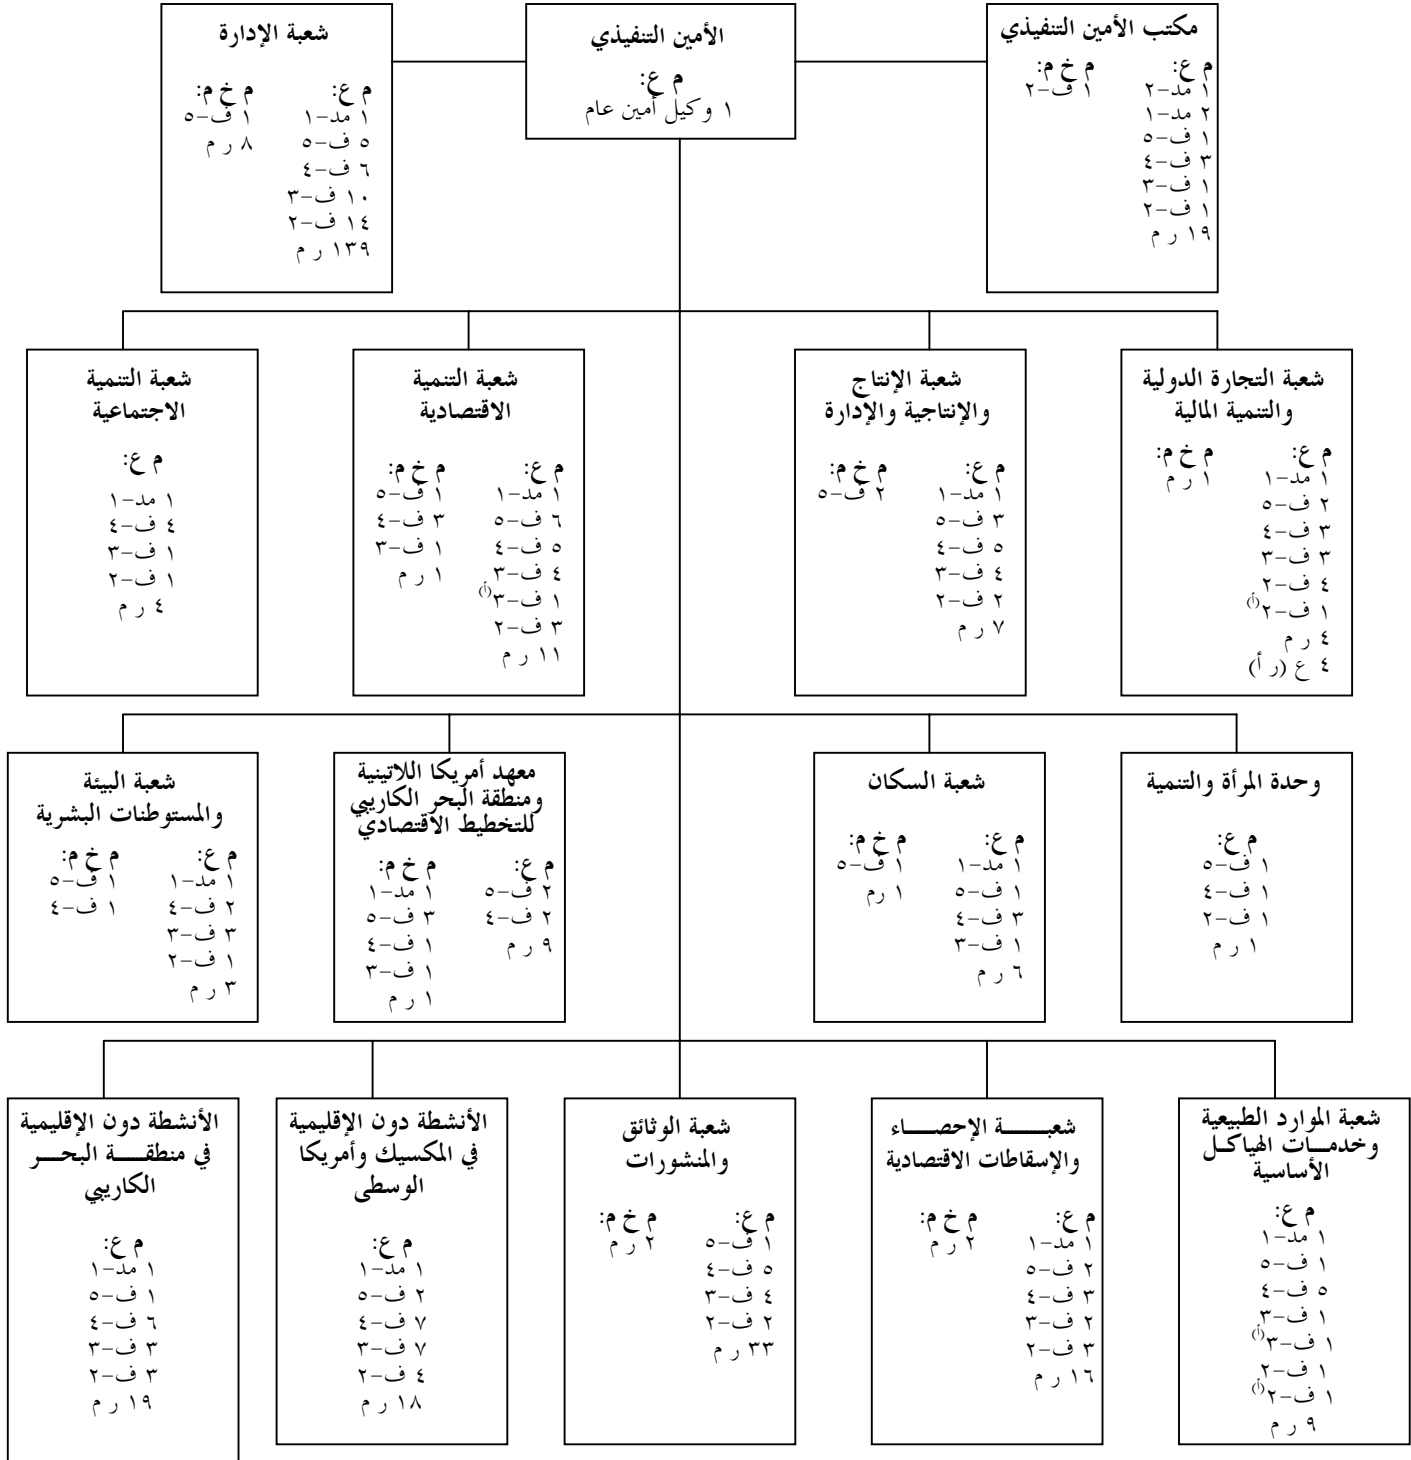 مكتب الأمين التنفيذي
م ع:
١ مد-٢
٢ مد-١
١ ف-٥
٣ ف-٤
١ ف-٣
١ ف-٢
١٩ ر م
م خ م:
١ ف-٢
الأمين التنفيذي
م ع:
١ وكيل أمين عام
شعبة الإدارة
م ع:
١ مد-١
٥ ف-٥
٦ ف-٤
١٠ ف-٣
١٤ ف-٢
١٣٩ ر م
م خ م:
١ ف-٥
٨ ر م
شعبة التجارة الدولية
والتنمية المالية
م ع:
١ مد-١
٢ ف-٥
٣ ف-٤
٣ ف-٣
٤ ف-٢
١ ف-٢(أ)
٤ ر م
٤ ع (ر أ)
م خ م:
١ ر م
شعبة الإنتاج
والإنتاجية والإدارة
م ع:
١ مد-١
٣ ف-٥
٥ ف-٤
٤ ف-٣
٢ ف-٢
٧ ر م
م خ م:
٢ ف-٥
شعبة التنمية
الاقتصادية
م ع:
١ مد-١
٦ ف-٥
٥ ف-٤
٤ ف-٣
١ ف-٣(أ)
٣ ف-٢
١١ ر م
م خ م:
١ ف-٥
٣ ف-٤
١ ف-٣
١ ر م
شعبة التنمية
الاجتماعية
م ع:
١ مد-١
٤ ف-٤
١ ف-٣
١ ف-٢
٤ ر م
وحدة المرأة والتنمية
م ع:
١ ف-٥
١ ف-٤
١ ف-٢
١ ر م
شعبة السكان
م ع:
١ مد-١
١ ف-٥
٣ ف-٤
١ ف-٣
٦ ر م
م خ م:
١ ف-٥
١ رم
معهد أمريكا اللاتينية
ومنطقة البحر الكاريبي
للتخطيط الاقتصادي
م ع:
٢ ف-٥
٢ ف-٤
٩ ر م
م خ م:
١ مد-١
٣ ف-٥
١ ف-٤
١ ف-٣
١ ر م
شعبة البيئة
والمستوطنات البشرية
م ع:
١ مد-١
٢ ف-٤
٣ ف-٣
١ ف-٢
٣ ر م
م خ م:
١ ف-٥
١ ف-٤
شعبة الموارد الطبيعية
وخدمـــات الهياكــل
الأساسية
م ع:
١ مد-١
١ ف-٥
٥ ف-٤
١ ف-٣
١ ف-٣(أ)
١ ف-٢
١ ف-٢(أ)
٩ ر م
شعبـــــــة الإحصـــــاء
والإسقاطات الاقتصادية
م ع:
١ مد-١
٢ ف-٥
٣ ف-٤
٢ ف-٣
٣ ف-٢
١٦ ر م
م خ م:
٢ ر م
شعبة الوثائق
والمنشورات
م ع:
١ ف-٥
٥ ف-٤
٤ ف-٣
٢ ف-٢
٣٣ ر م
م خ م:
٢ ر م
الأنشطة دون الإقليمية
في المكسيك وأمريكا
الوسطى
م ع:
١ مد-١
٢ ف-٥
٧ ف-٤
٧ ف-٣
٤ ف-٢
١٨ ر م
الأنشطة دون الإقليمية
في منطقـــــة البحــــر
الكاريبي
م ع:
١ مد-١
١ ف-٥
٦ ف-٤
٣ ف-٣
٣ ف-٢
١٩ ر م